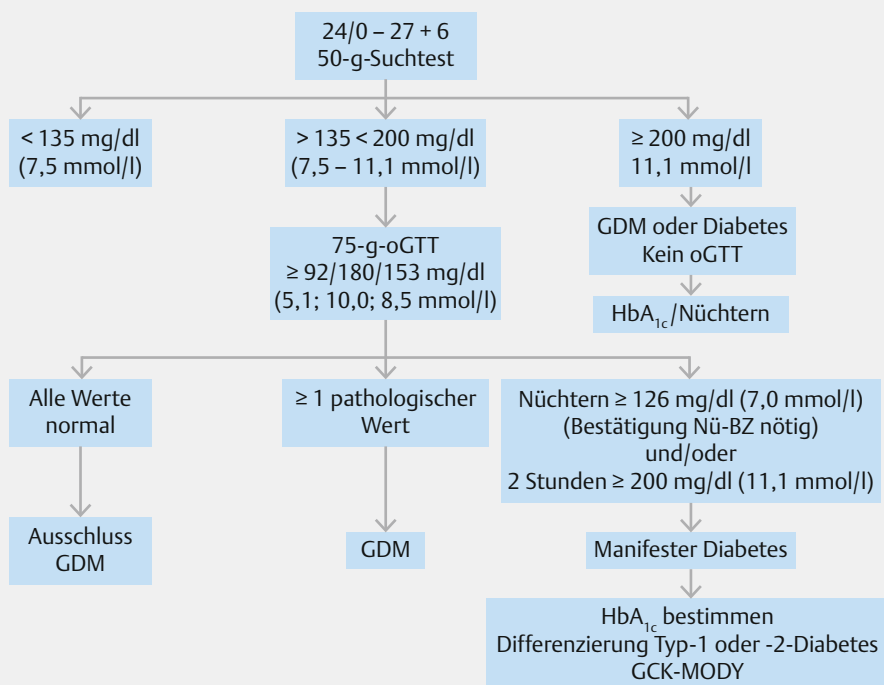 24/0 – 27 + 6
50-g-Suchtest
< 135 mg/dl
(7,5 mmol/l)
> 135 < 200 mg/dl
(7,5 – 11,1 mmol/l)
≥ 200 mg/dl
11,1 mmol/l
75-g-oGTT
≥ 92/180/153 mg/dl
(5,1; 10,0; 8,5 mmol/l)
GDM oder Diabetes
Kein oGTT
HbA1c/Nüchtern
Alle Werte
normal
≥ 1 pathologischer
Wert
Nüchtern ≥ 126 mg/dl (7,0 mmol/l)
(Bestätigung Nü-BZ nötig)
und/oder
2 Stunden ≥ 200 mg/dl (11,1 mmol/l)
Ausschluss
GDM
GDM
Manifester Diabetes
HbA1c bestimmen
Differenzierung Typ-1 oder -2-Diabetes
GCK-MODY